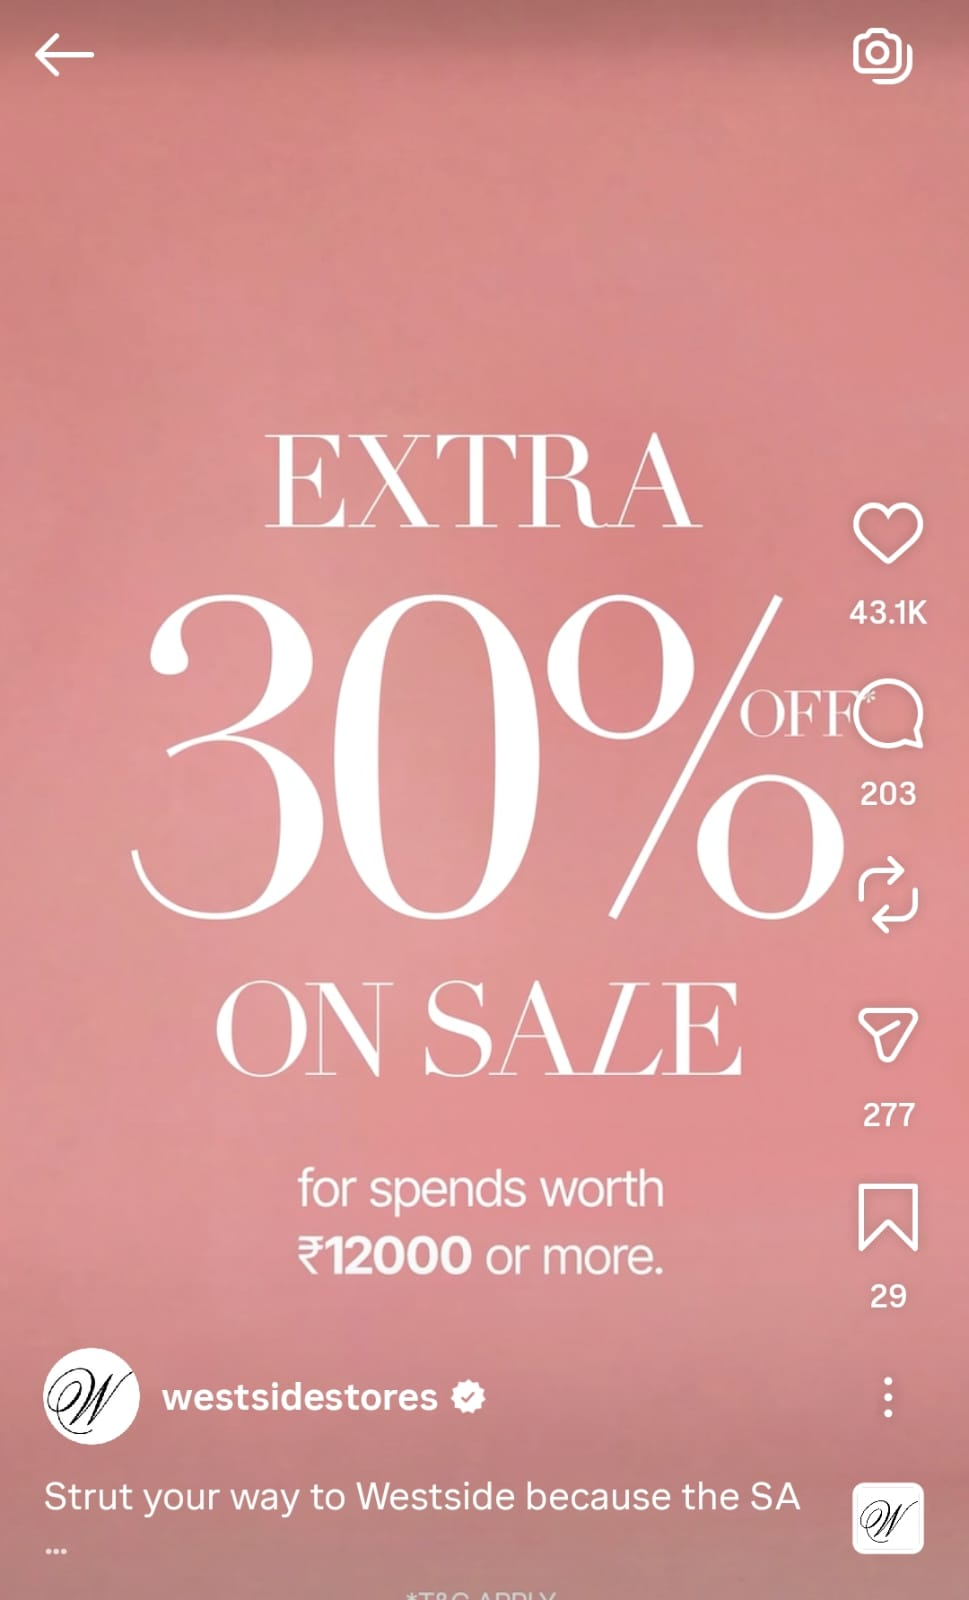 EXTRA
30%
OFF*
ON SALE
for spends worth
₹12000 or more.
43.1K
203
277
29
W
westsidestores
Strut your way to Westside because the SA
...
W
*T&C APPLY